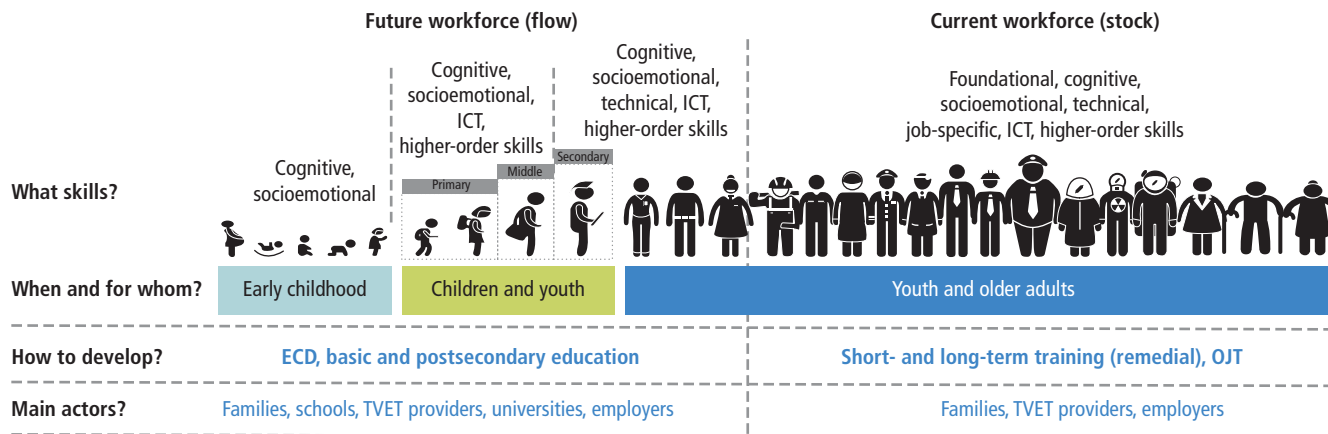 Future workforce (flow)
Current workforce (stock)
Cognitive,
socioemotional,
ICT,
higher-order skills
Cognitive,
socioemotional,
technical, ICT,
higher-order skills
Foundational, cognitive,
socioemotional, technical,
job-specific, ICT, higher-order skills
Cognitive,
socioemotional
Primary
Middle
Secondary
What skills?
When and for whom?
Early childhood
Children and youth
Youth and older adults
How to develop?
ECD, basic and postsecondary education
Short- and long-term training (remedial), OJT
Main actors?
Families, schools, TVET providers, universities, employers
Families, TVET providers, employers